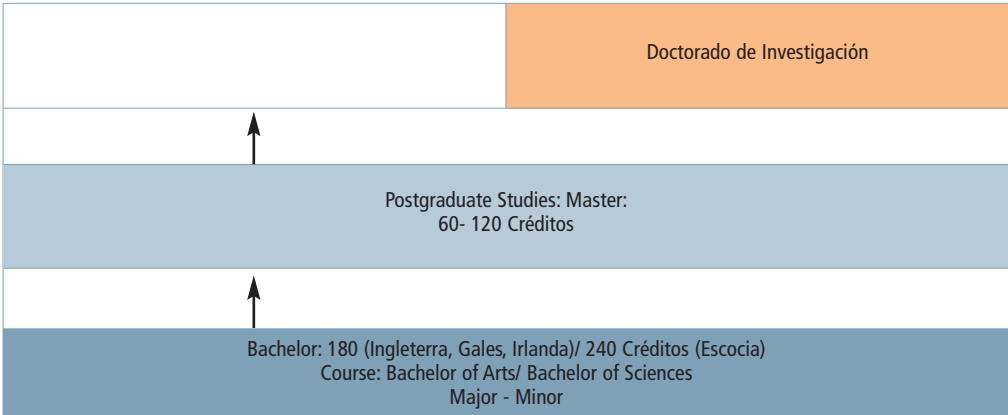 Doctorado de Investigación
Postgraduate Studies: Master:
60- 120 Créditos
Bachelor: 180 (Ingleterra, Gales, Irlanda)/ 240 Créditos (Escocia)
Course: Bachelor of Arts/ Bachelor of Sciences
Major - Minor